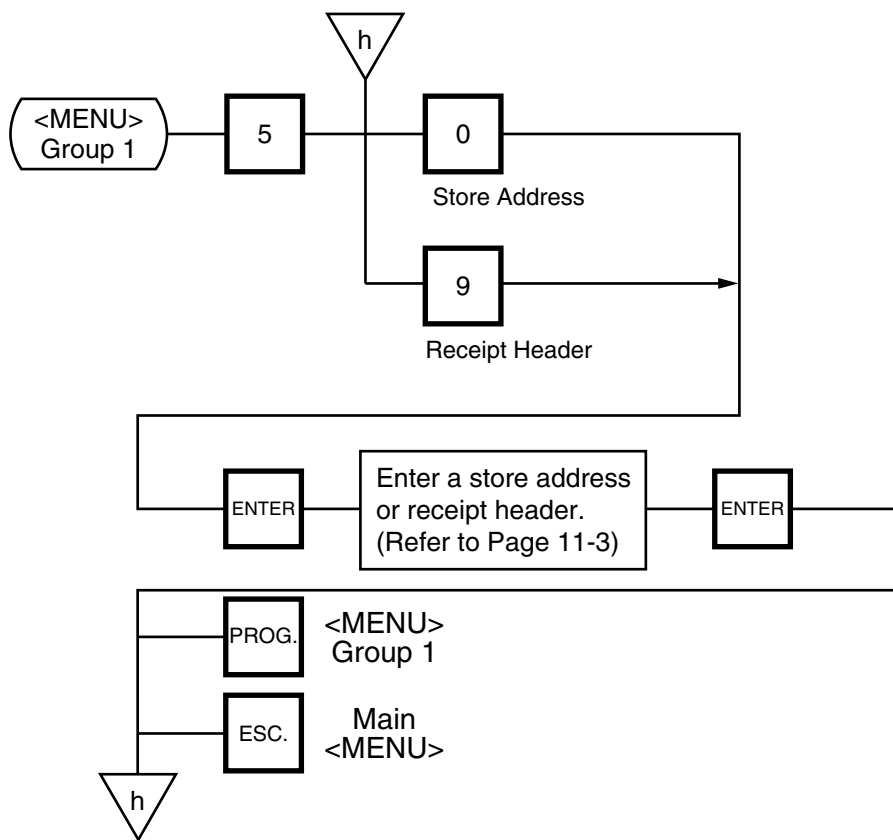 h
<MENU>
Group 1
5
0
Store Address
9
Receipt Header
ENTER
Enter a store address
or receipt header.
(Refer to Page 11-3)
ENTER
PROG.
<MENU>
Group 1
ESC.
Main
<MENU>
h